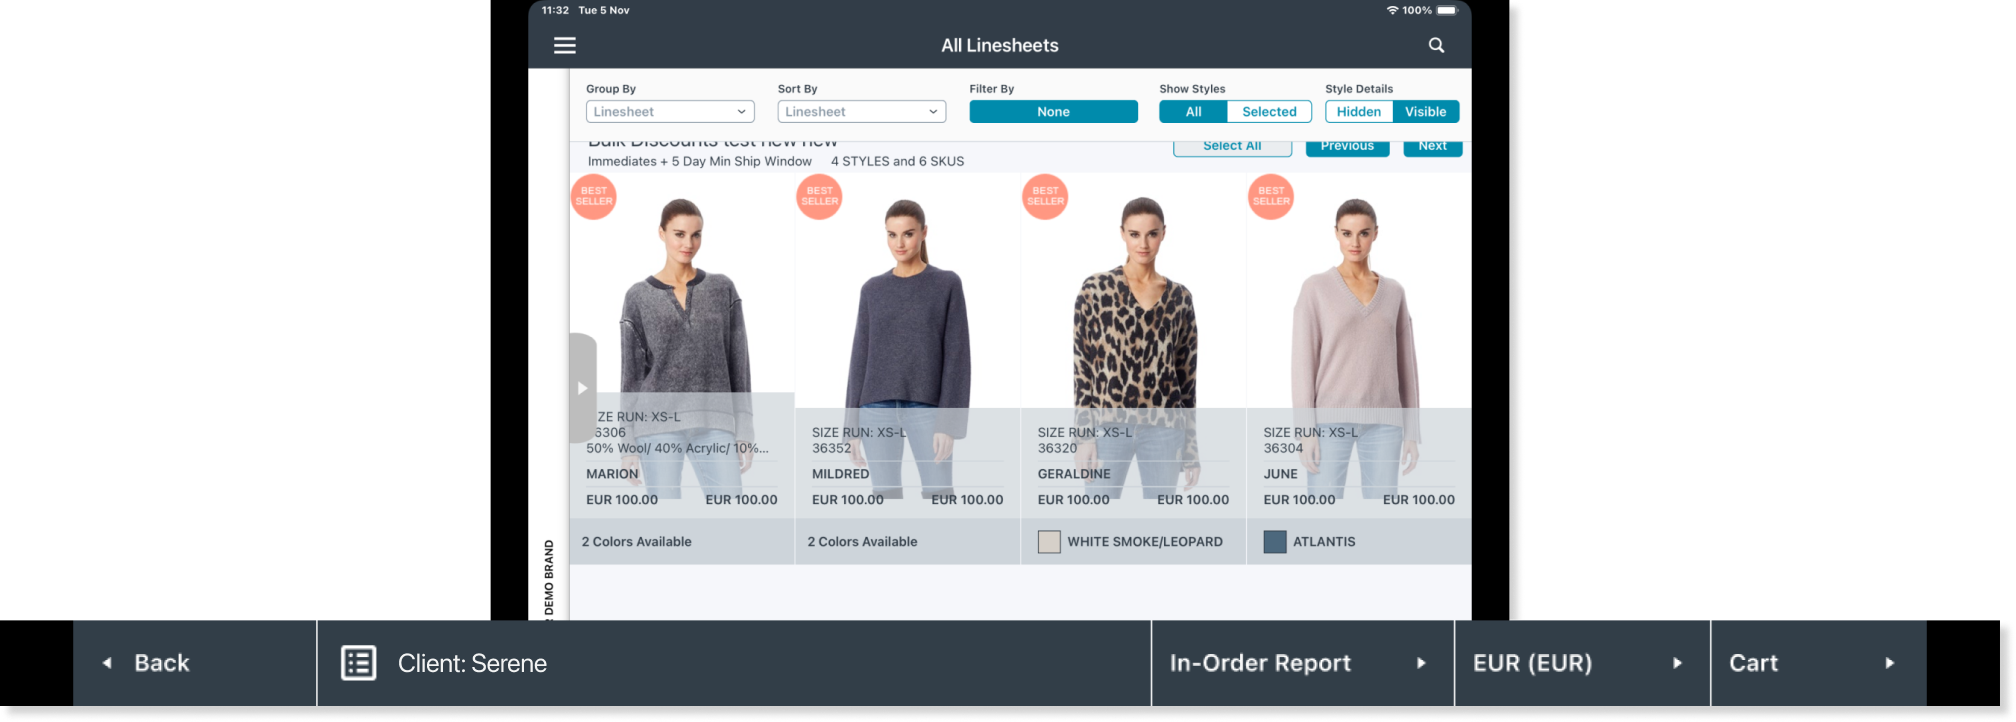 11:32 Tue 5 Nov
100%
All Linesheets
Group By
Sort By
Filter By
Show Styles
Style Details
Linesheet
Linesheet
None
All
Selected
Hidden
Visible
Bulk Discounts test new new
Select All
Previous
Next
Immediates + 5 Day Min Ship Window 4 STYLES and 6 SKUS
BEST
SELLER
BEST
SELLER
BEST
SELLER
BEST
SELLER
ZE RUN: XS-L
6306
50% Wool/ 40% Acrylic/ 10%...
MARION
EUR 100.00 EUR 100.00
2 Colors Available
SIZE RUN: XS-L
36352
MILDRED
EUR 100.00 EUR 100.00
2 Colors Available
SIZE RUN: XS-L
36320
GERALDINE
EUR 100.00 EUR 100.00
WHITE SMOKE/LEOPARD
SIZE RUN: XS-L
36304
JUNE
EUR 100.00 EUR 100.00
ATLANTIS
DEMO BRAND
Back
Client: Serene
In-Order Report
EUR (EUR)
Cart